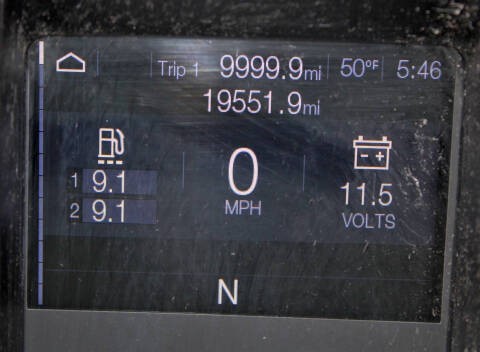 Trip 1 9999.9mi 50°F 5:46
19551.9mi
1 9.1
2 9.1
0
MPH
11.5
VOLTS
N